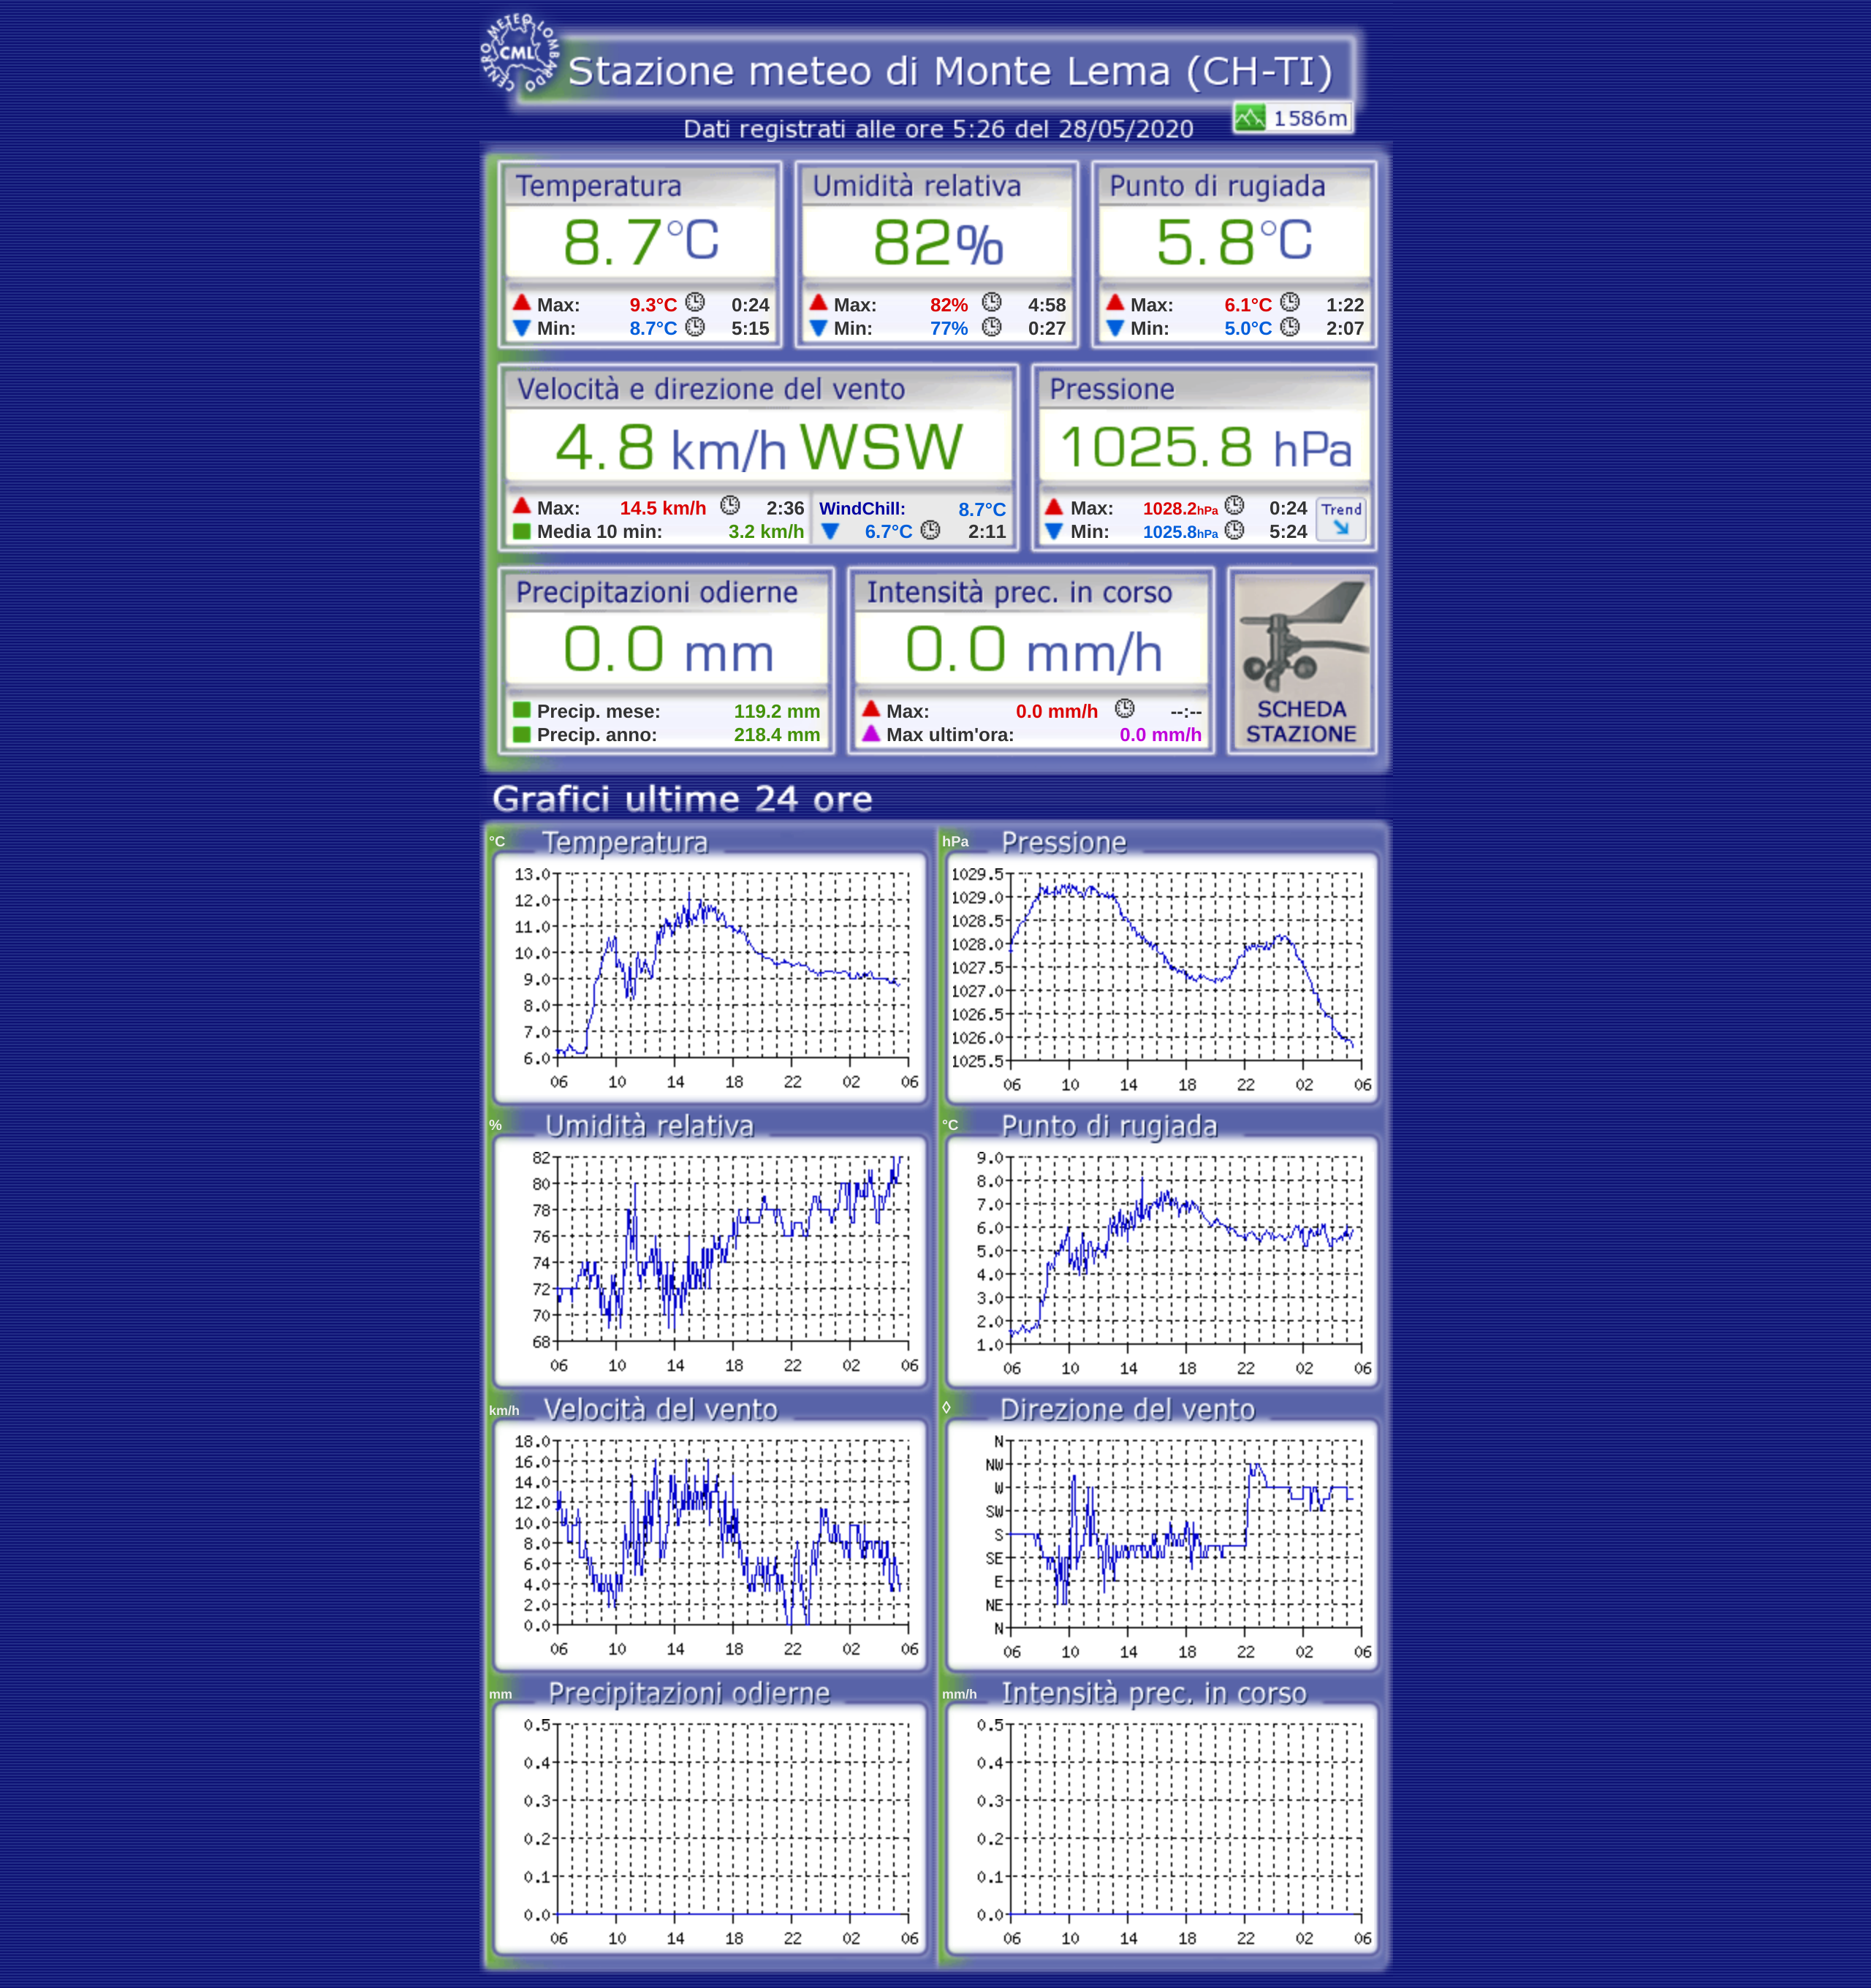 CENTRO METEO LOMBARDO
CML
Stazione meteo di Monte Lema (CH-TI)
1586m
Dati registrati alle ore 5:26 del 28/05/2020
Temperatura
8.7°C
Max: 9.3°C 0:24
Min: 8.7°C 5:15
Umidità relativa
82%
Max: 82% 4:58
Min: 77% 0:27
Punto di rugiada
5.8°C
Max: 6.1°C 1:22
Min: 5.0°C 2:07
Velocità e direzione del vento
4.8 km/h WSW
Max: 14.5 km/h 2:36
Media 10 min: 3.2 km/h
WindChill: 8.7°C
6.7°C 2:11
Pressione
1025.8 hPa
Max: 1028.2hPa 0:24
Min: 1025.8hPa 5:24
Trend
Precipitazioni odierne
0.0 mm
Precip. mese: 119.2 mm
Precip. anno: 218.4 mm
Intensità prec. in corso
0.0 mm/h
Max: 0.0 mm/h --:--
Max ultim'ora: 0.0 mm/h
SCHEDA
STAZIONE
Grafici ultime 24 ore
°C Temperatura
13.0
12.0
11.0
10.0
9.0
8.0
7.0
6.0
06 10 14 18 22 02 06
hPa Pressione
1029.5
1029.0
1028.5
1028.0
1027.5
1027.0
1026.5
1026.0
1025.5
06 10 14 18 22 02 06
% Umidità relativa
82
80
78
76
74
72
70
68
06 10 14 18 22 02 06
°C Punto di rugiada
9.0
8.0
7.0
6.0
5.0
4.0
3.0
2.0
1.0
06 10 14 18 22 02 06
km/h Velocità del vento
18.0
16.0
14.0
12.0
10.0
8.0
6.0
4.0
2.0
0.0
06 10 14 18 22 02 06
◊ Direzione del vento
N
NW
W
SW
S
SE
E
NE
N
06 10 14 18 22 02 06
mm Precipitazioni odierne
0.5
0.4
0.3
0.2
0.1
0.0
06 10 14 18 22 02 06
mm/h Intensità prec. in corso
0.5
0.4
0.3
0.2
0.1
0.0
06 10 14 18 22 02 06